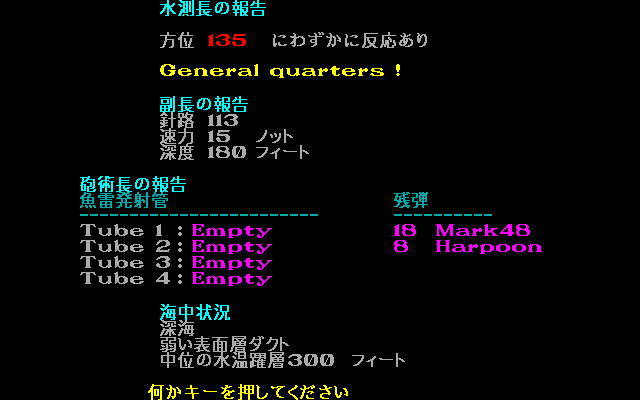 水測長の報告
方位 135 にわずかに反応あり
General quarters !
副長の報告
針路 113
速力 15 ノット
深度 180 フィート
砲術長の報告
魚雷発射管 残弾
------------------------ ----------
Tube 1 : Empty 18 Mark48
Tube 2 : Empty 8 Harpoon
Tube 3 : Empty
Tube 4 : Empty
海中状況
深海
弱い表面層ダクト
中位の水温躍層300 フィート
何かキーを押してください